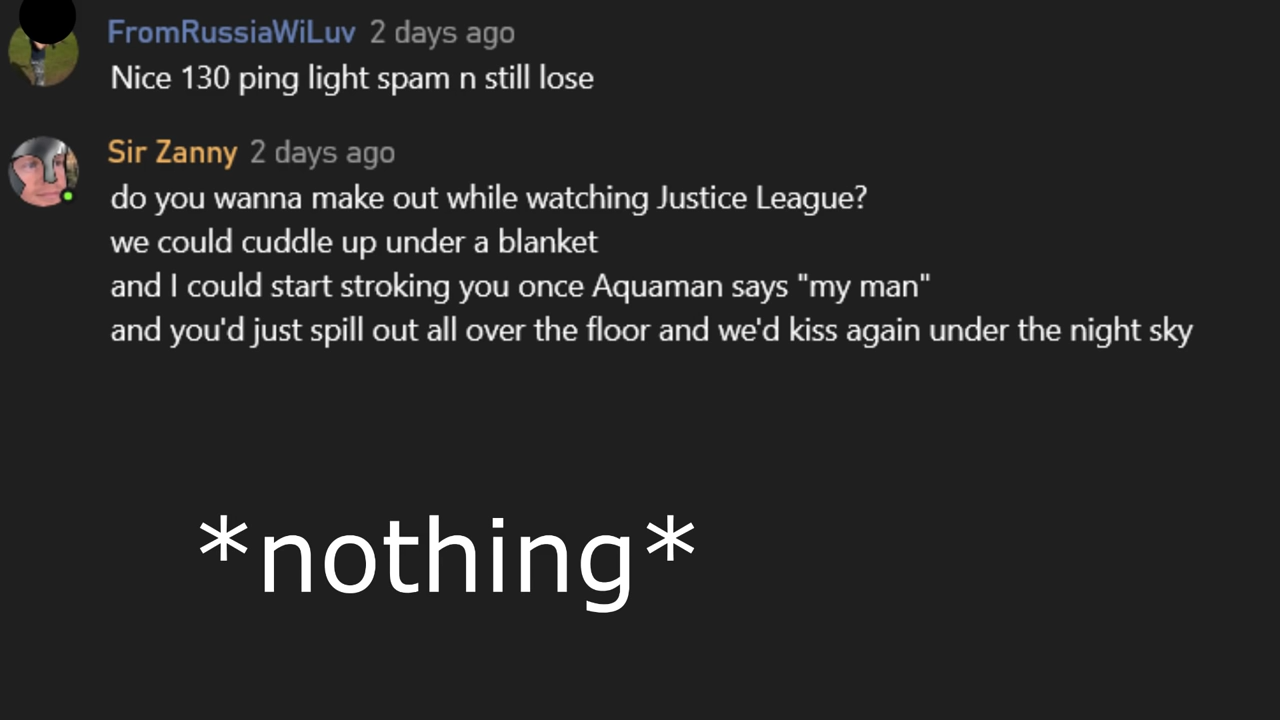 FromRussiaWiLuv 2 days ago
Nice 130 ping light spam n still lose
Sir Zanny 2 days ago
do you wanna make out while watching Justice League?
we could cuddle up under a blanket
and I could start stroking you once Aquaman says "my man"
and you'd just spill out all over the floor and we'd kiss again under the night sky
*nothing*